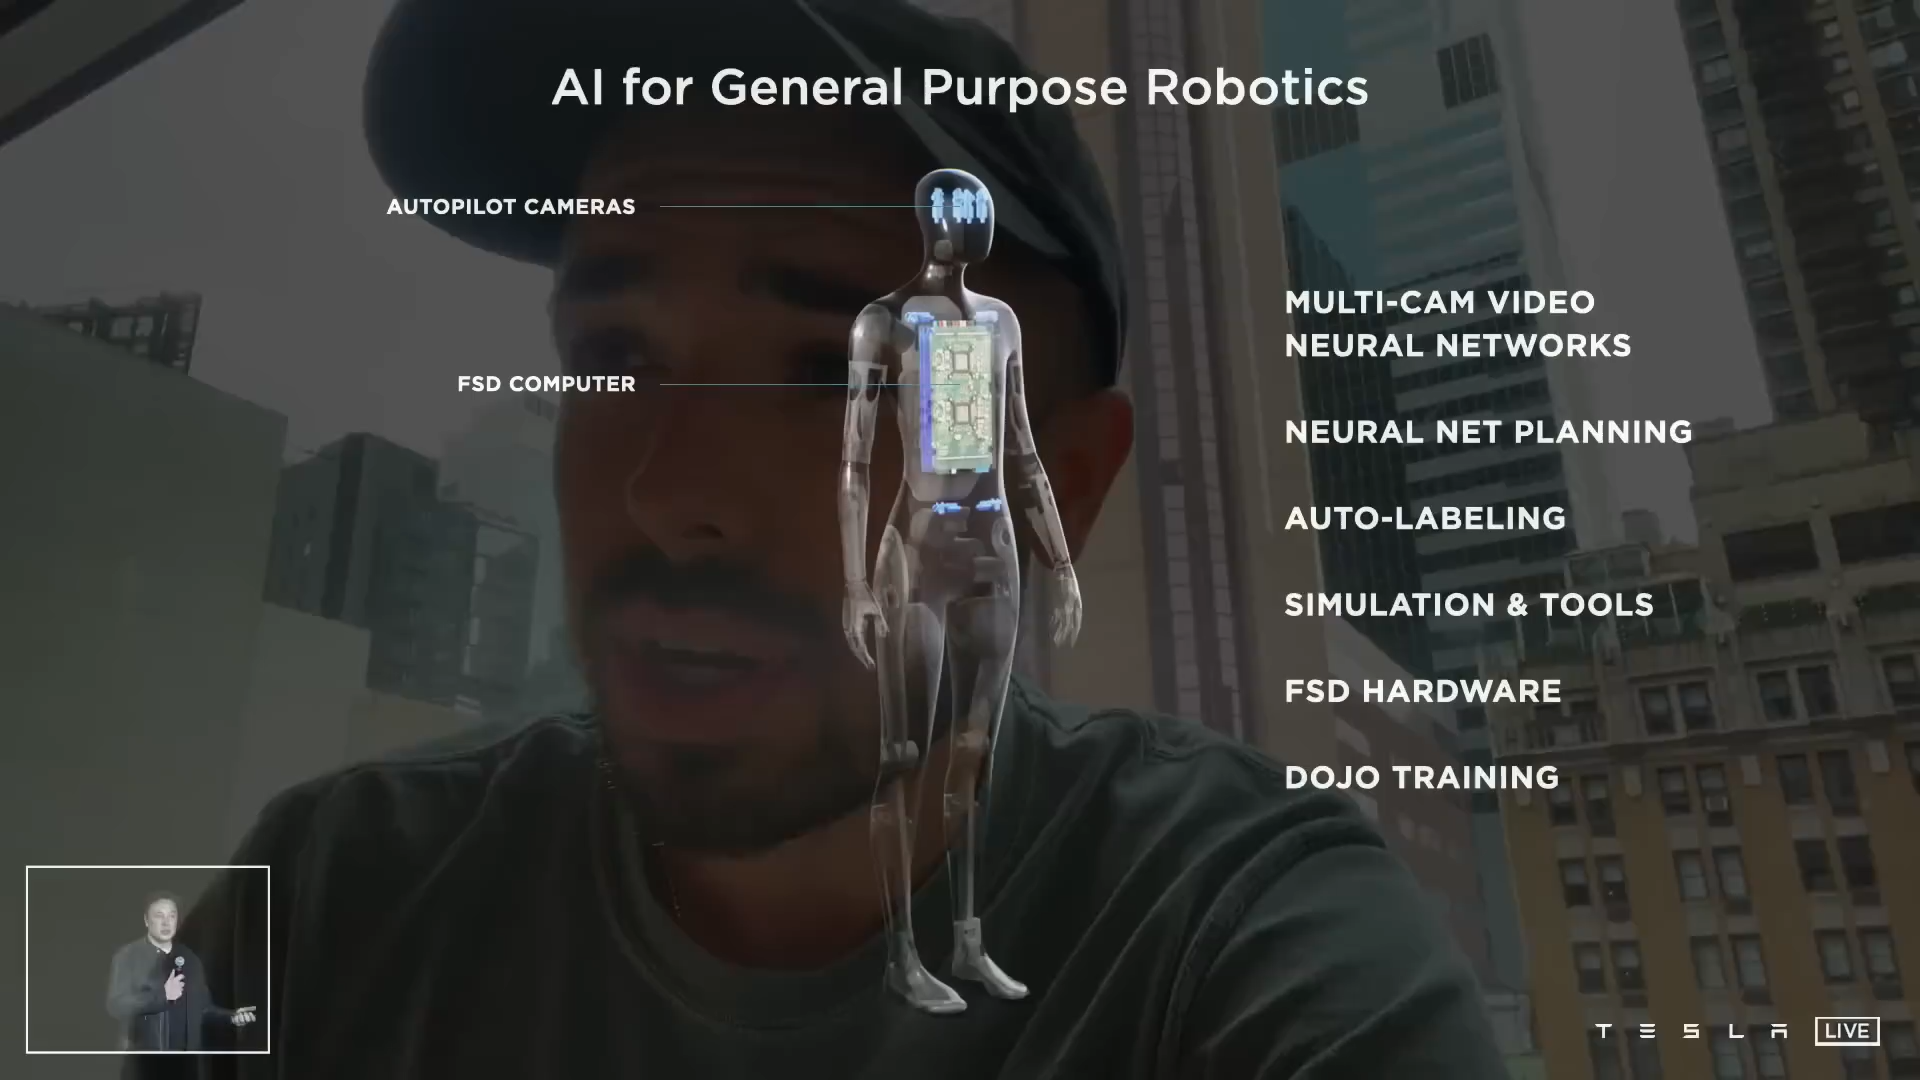 AI for General Purpose Robotics
AUTOPILOT CAMERAS
FSD COMPUTER
MULTI-CAM VIDEO
NEURAL NETWORKS
NEURAL NET PLANNING
AUTO-LABELING
SIMULATION & TOOLS
FSD HARDWARE
DOJO TRAINING
TESLA LIVE